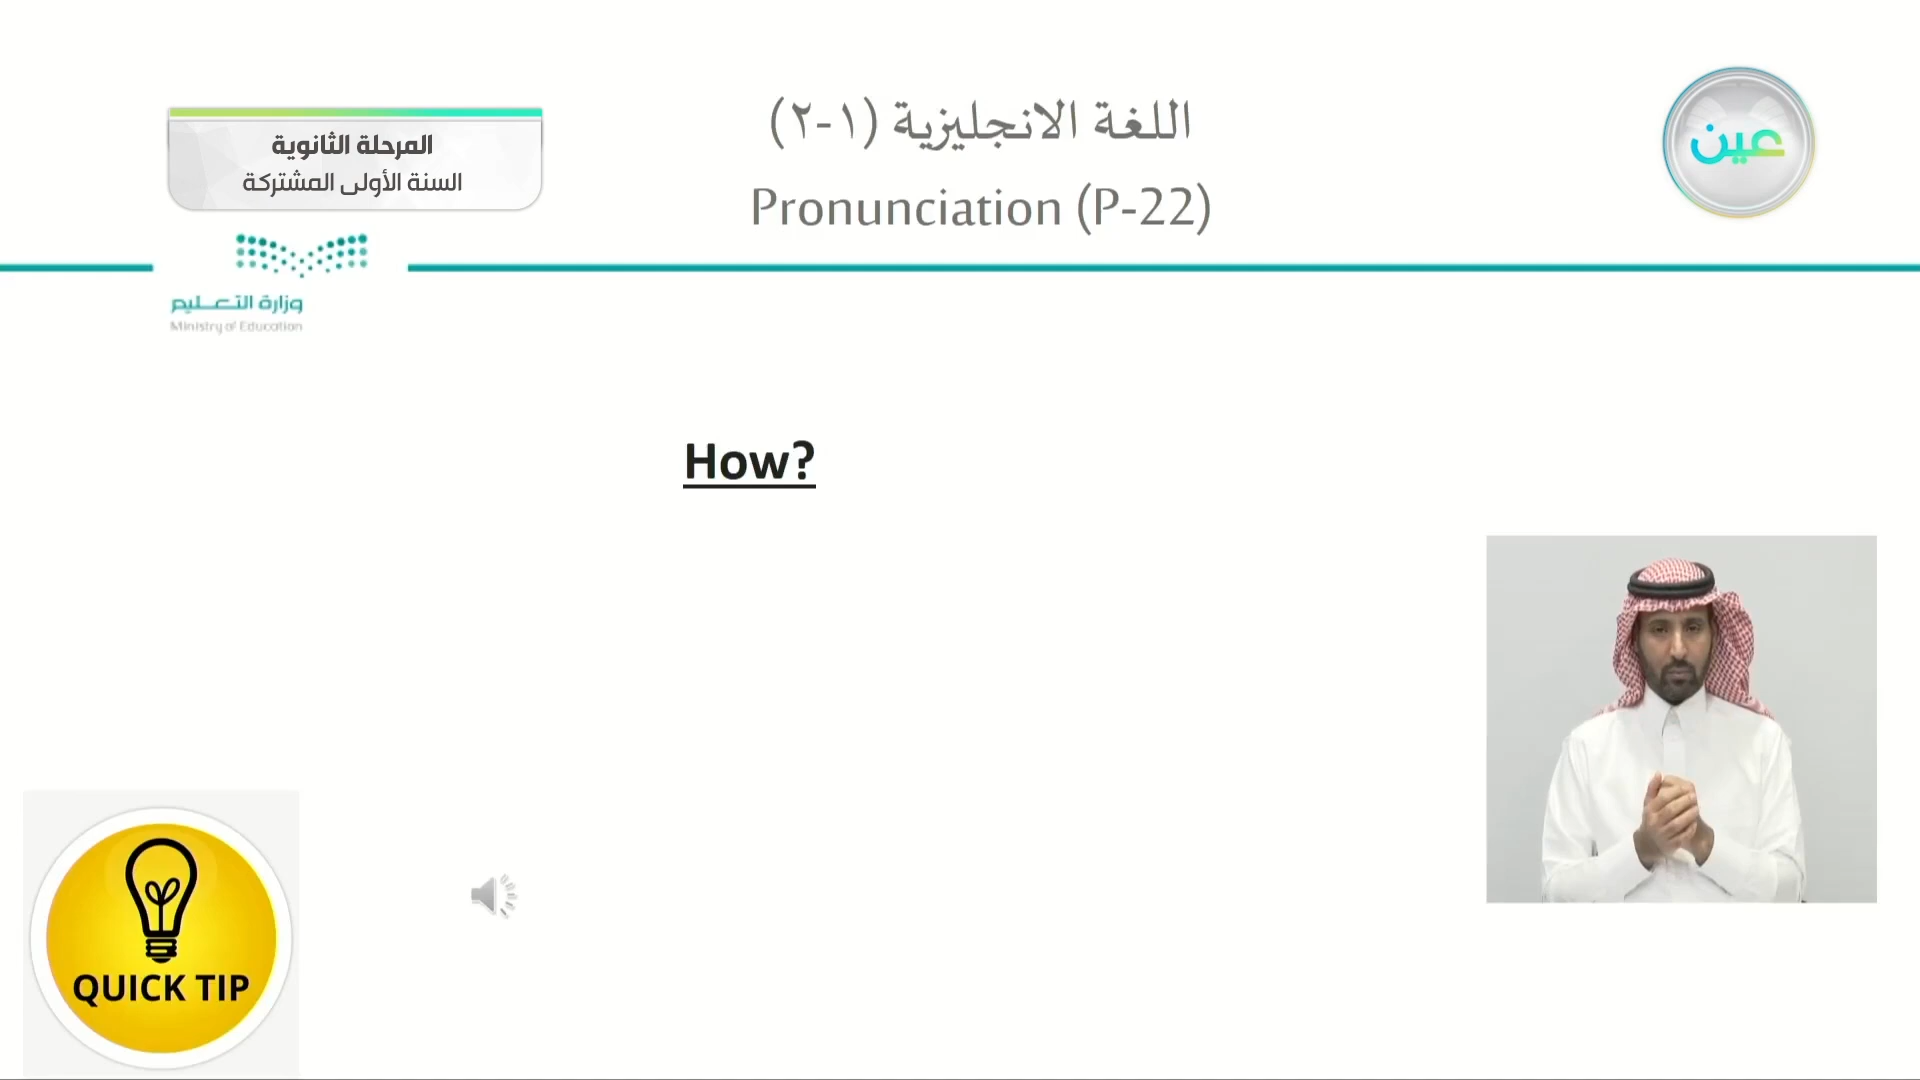 المرحلة الثانوية
السنة الأولى المشتركة
اللغة الانجليزية (١-٢)
Pronunciation (P-22)
عين
وزارة التعليم
Ministry of Education
How?
QUICK TIP